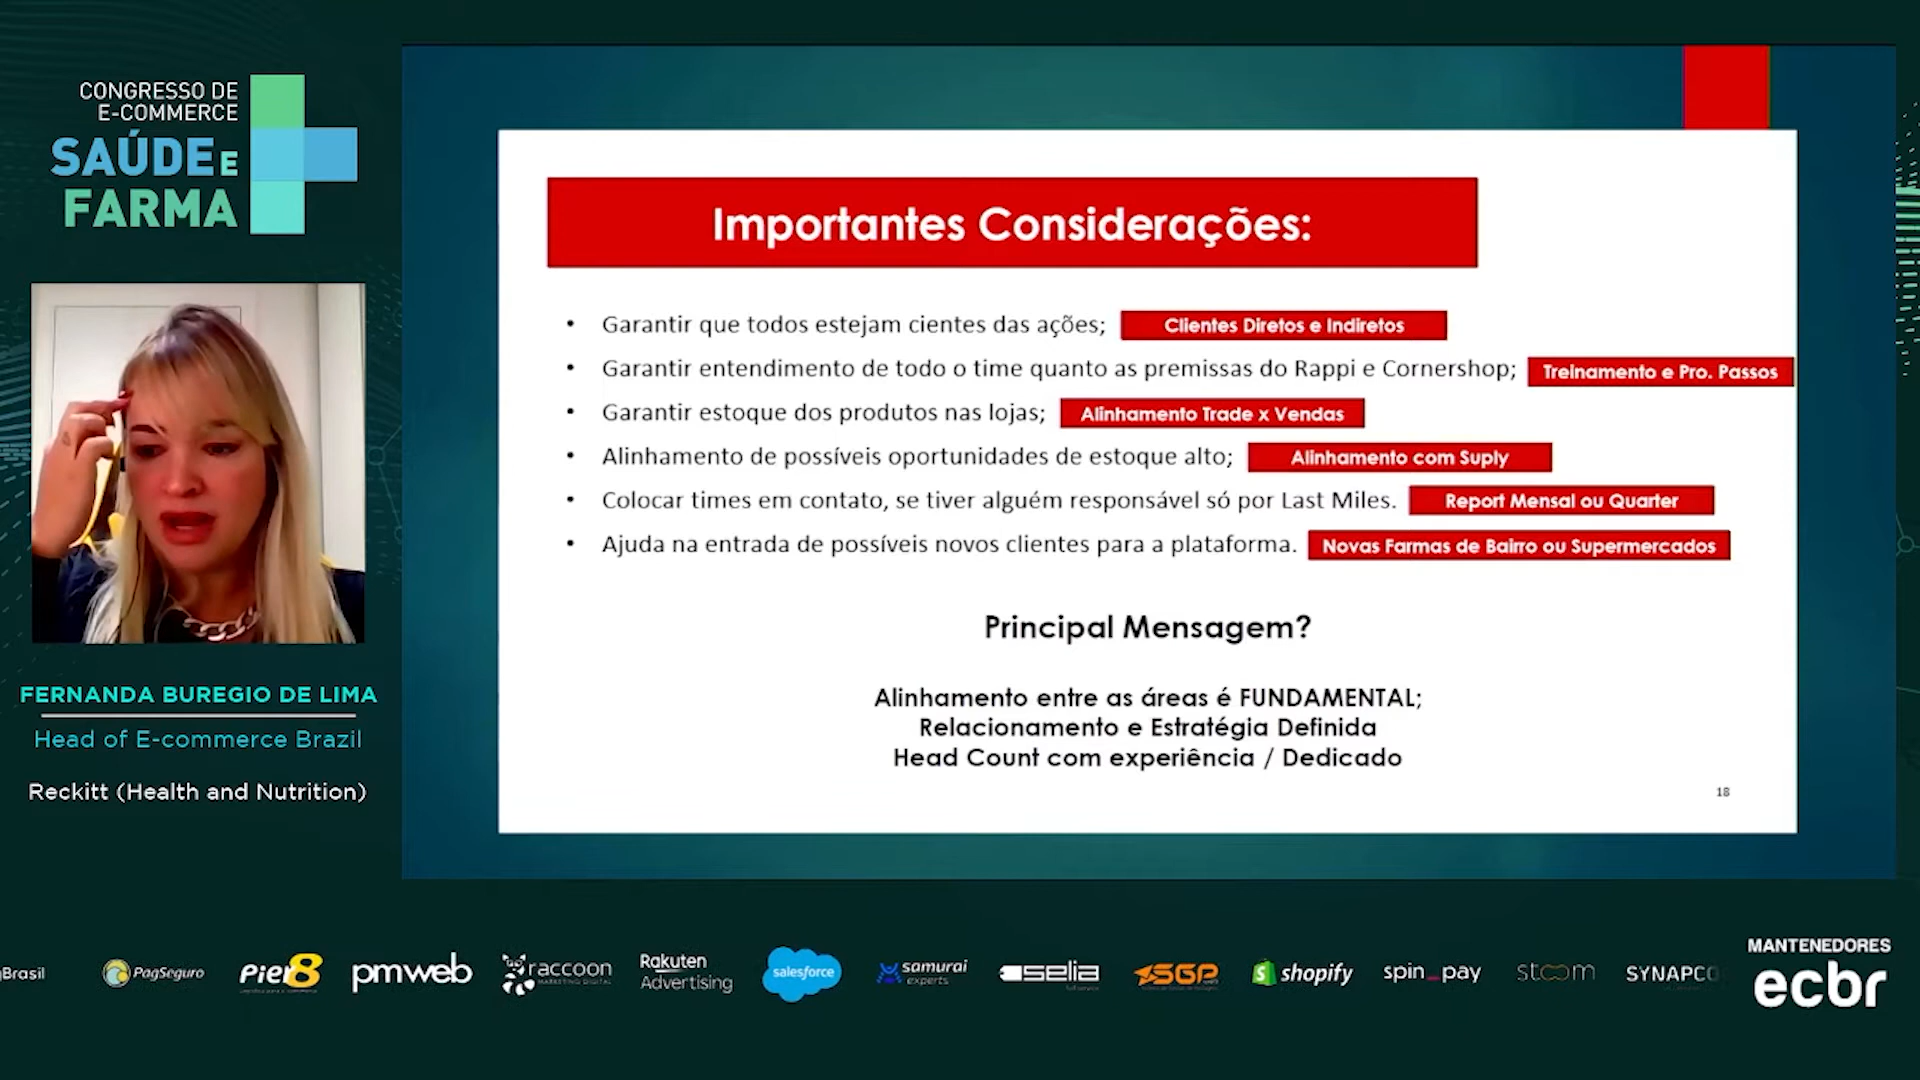 CONGRESSO DE
E-COMMERCE
SAÚDE E
FARMA
Importantes Considerações:
• Garantir que todos estejam cientes das ações; Clientes Diretos e Indiretos
• Garantir entendimento de todo o time quanto as premissas do Rappi e Cornershop; Treinamento e Pro. Passos
• Garantir estoque dos produtos nas lojas; Alinhamento Trade x Vendas
• Alinhamento de possíveis oportunidades de estoque alto; Alinhamento com Suply
• Colocar times em contato, se tiver alguém responsável só por Last Miles. Report Mensal ou Quarter
• Ajuda na entrada de possíveis novos clientes para a plataforma. Novas Farmas de Bairro ou Supermercados
Principal Mensagem?
Alinhamento entre as áreas é FUNDAMENTAL;
Relacionamento e Estratégia Definida
Head Count com experiência / Dedicado
18
FERNANDA BUREGIO DE LIMA
Head of E-commerce Brazil
Reckitt (Health and Nutrition)
Brasil
PagSeguro
Pier8
pmweb
raccoon
MARKETING DIGITAL
Rakuten
Advertising
salesforce
samurai
experts
selia
SGP
shopify
spin_pay
stoom
SYNAPCO
MANTENEDORES
ecbr